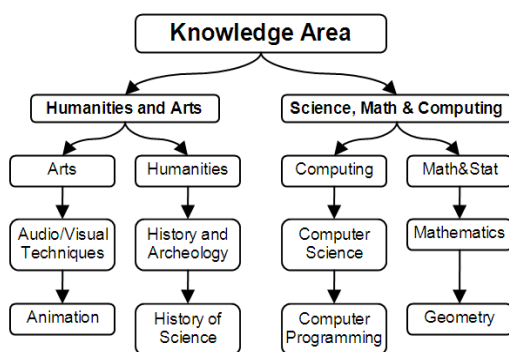 Knowledge Area
Humanities and Arts
Science, Math & Computing
Arts
Humanities
Computing
Math&Stat
Audio/Visual
Techniques
History and
Archeology
Computer
Science
Mathematics
Animation
History of
Science
Computer
Programming
Geometry